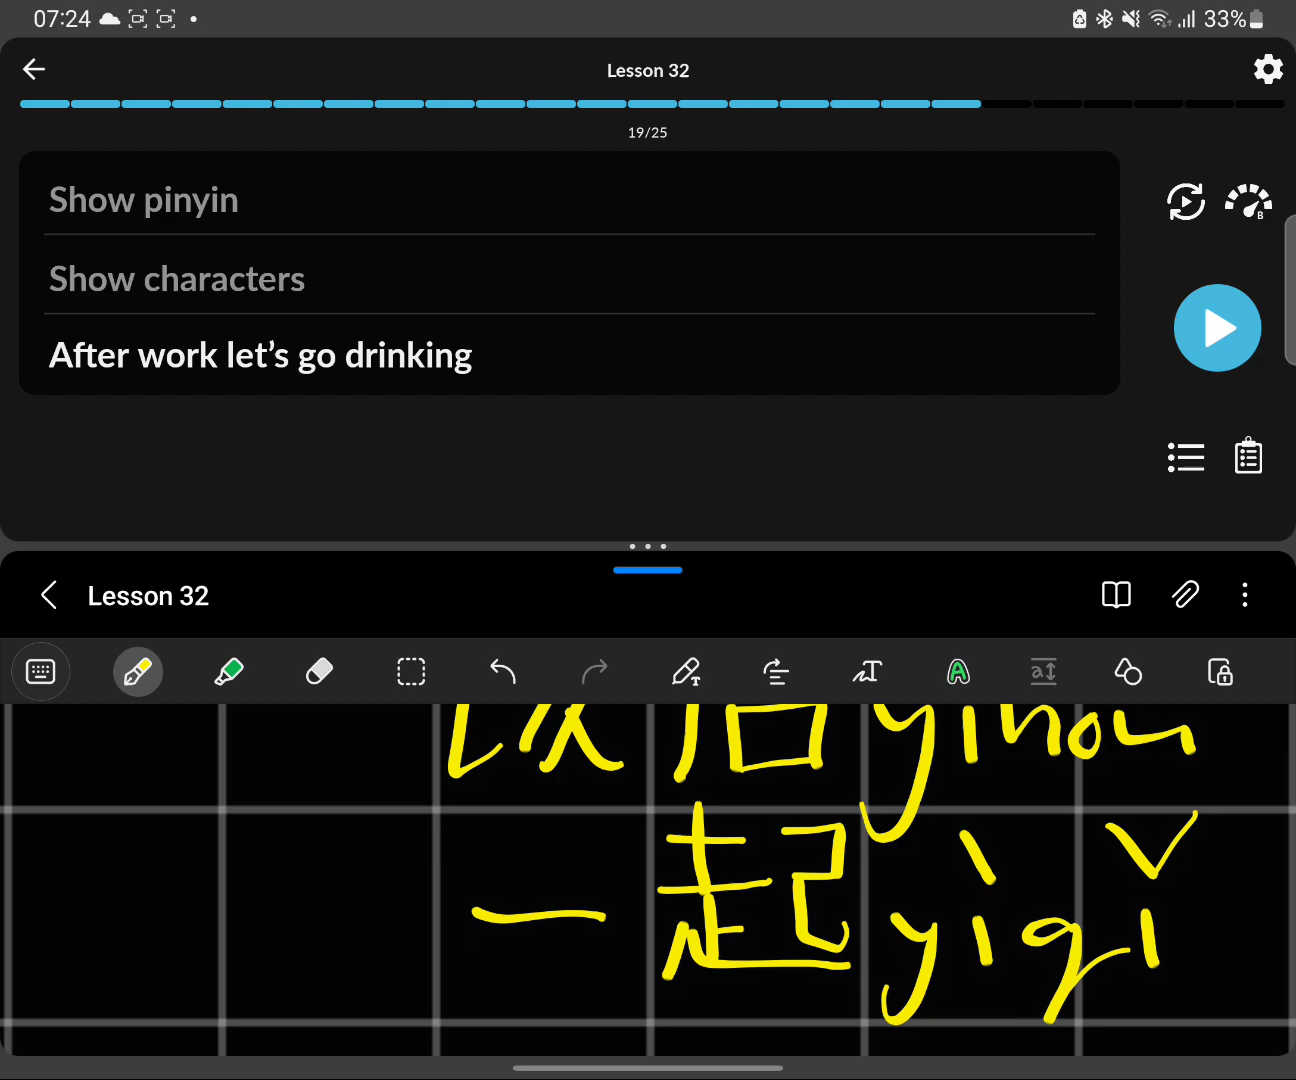 07:24 33%
Lesson 32
19/25
Show pinyin
Show characters
After work let’s go drinking
Lesson 32
以后 yihou
一起 yìqǐ